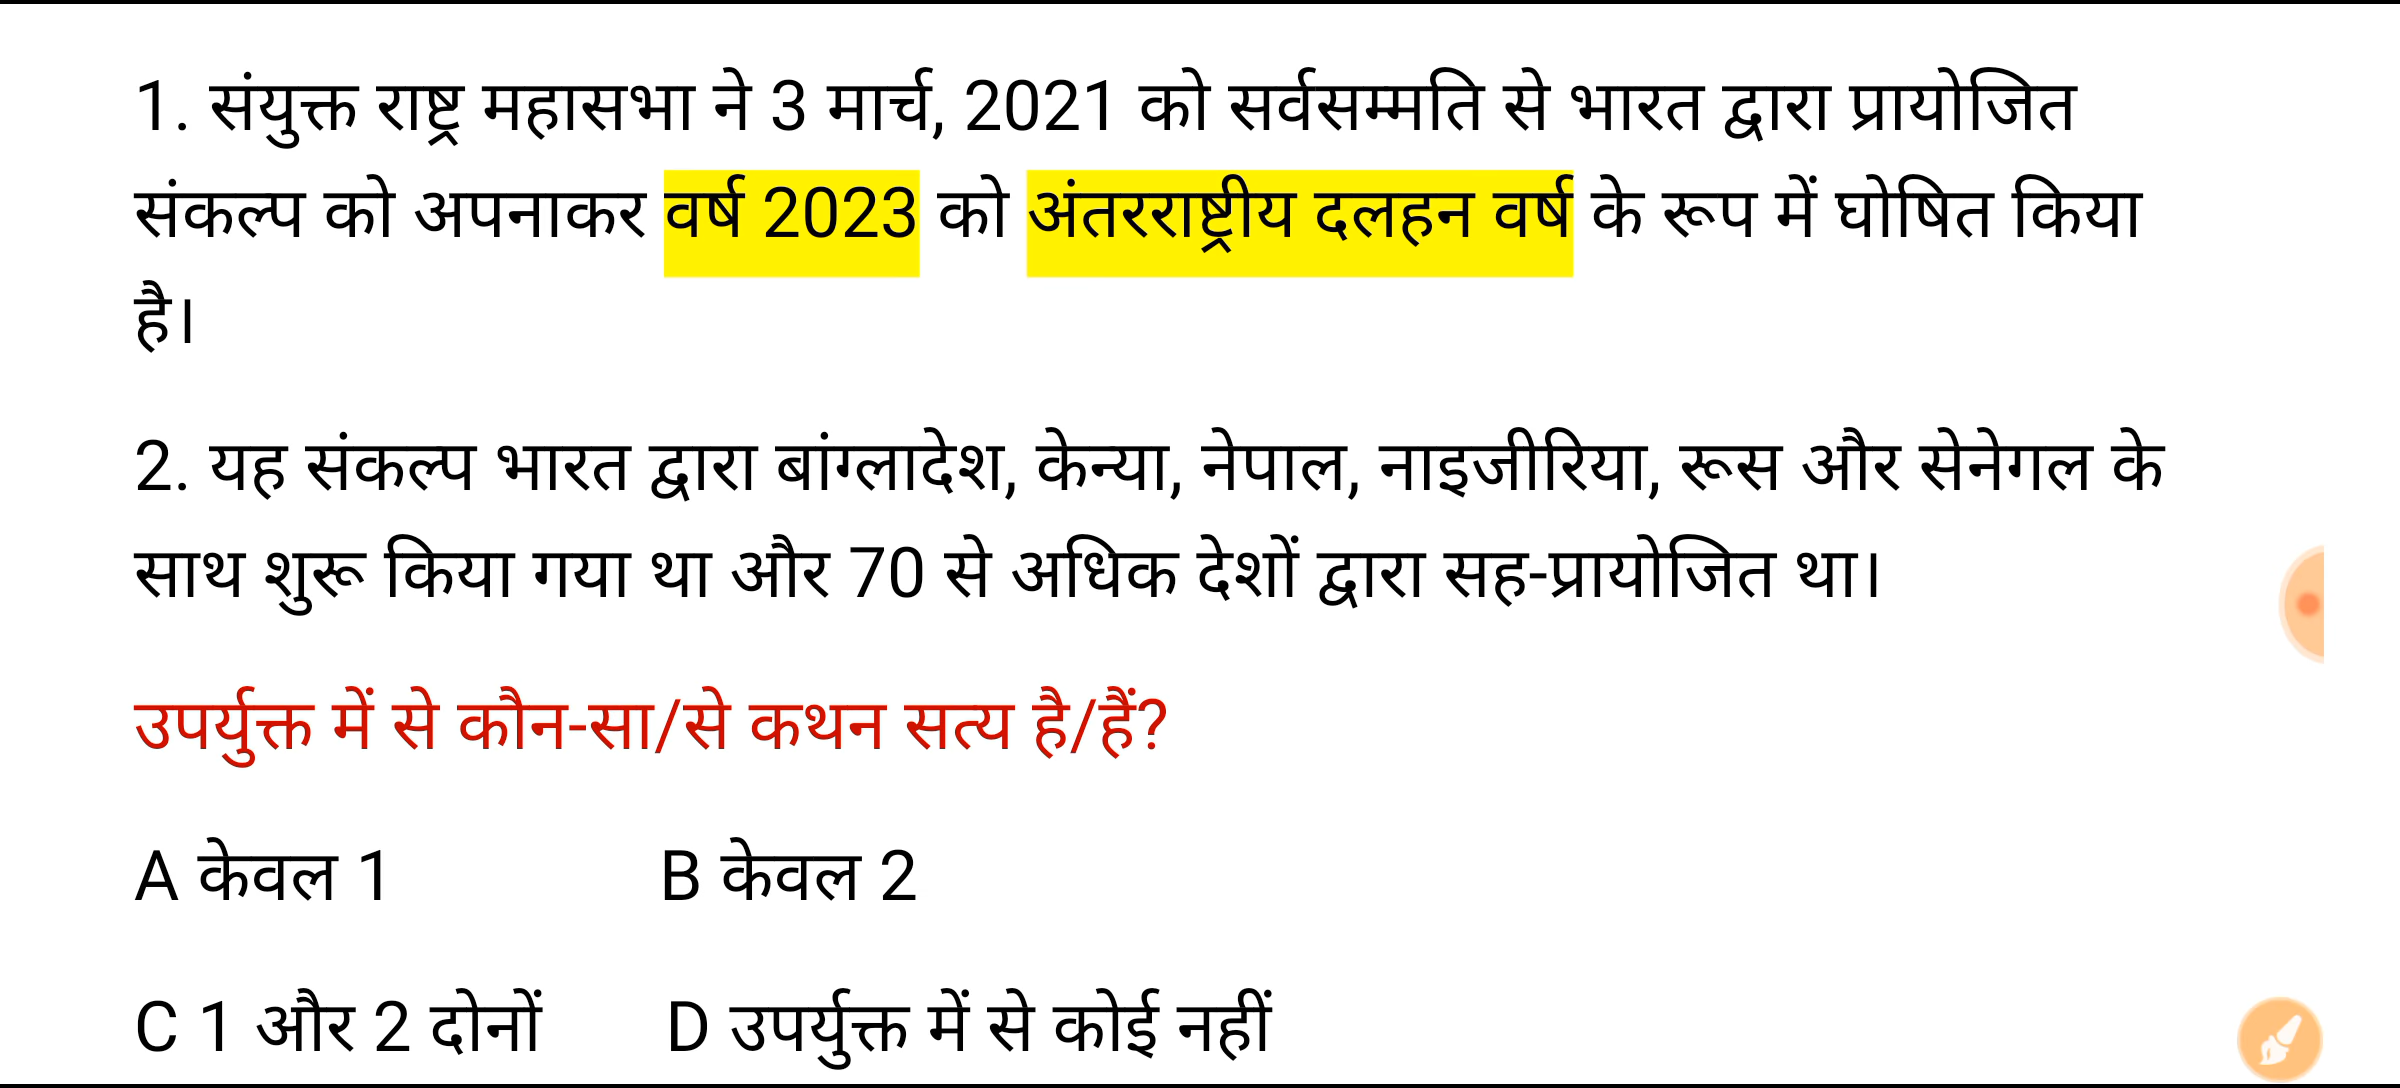 1. संयुक्त राष्ट्र महासभा ने 3 मार्च, 2021 को सर्वसम्मति से भारत द्वारा प्रायोजित
संकल्प को अपनाकर वर्ष 2023 को अंतरराष्ट्रीय दलहन वर्ष के रूप में घोषित किया
है।
2. यह संकल्प भारत द्वारा बांग्लादेश, केन्या, नेपाल, नाइजीरिया, रूस और सेनेगल के
साथ शुरू किया गया था और 70 से अधिक देशों द्वारा सह-प्रायोजित था।
उपर्युक्त में से कौन-सा/से कथन सत्य है/हैं?
A केवल 1 B केवल 2
C 1 और 2 दोनों D उपर्युक्त में से कोई नहीं